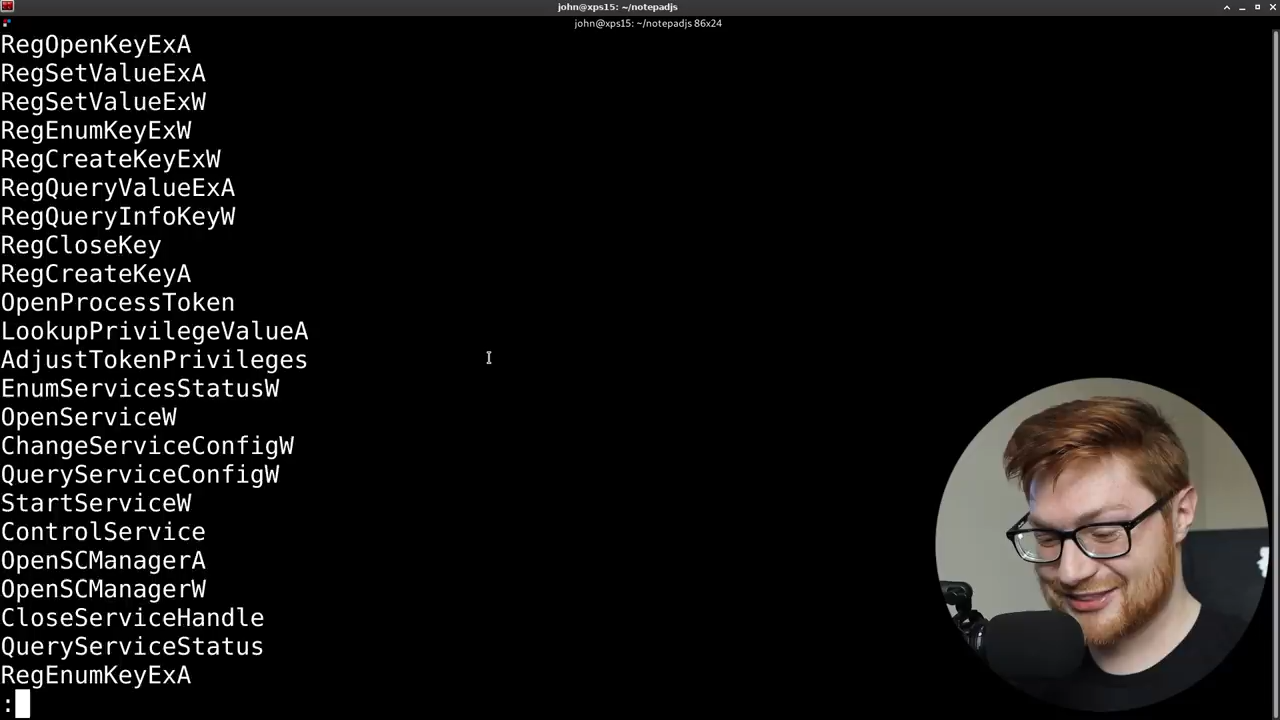 john@xps15: ~/notepadjs
john@xps15: ~/notepadjs 86x24
RegOpenKeyExA
RegSetValueExA
RegSetValueExW
RegEnumKeyExW
RegCreateKeyExW
RegQueryValueExA
RegQueryInfoKeyW
RegCloseKey
RegCreateKeyA
OpenProcessToken
LookupPrivilegeValueA
AdjustTokenPrivileges
EnumServicesStatusW
OpenServiceW
ChangeServiceConfigW
QueryServiceConfigW
StartServiceW
ControlService
OpenSCManagerA
OpenSCManagerW
CloseServiceHandle
QueryServiceStatus
RegEnumKeyExA
: